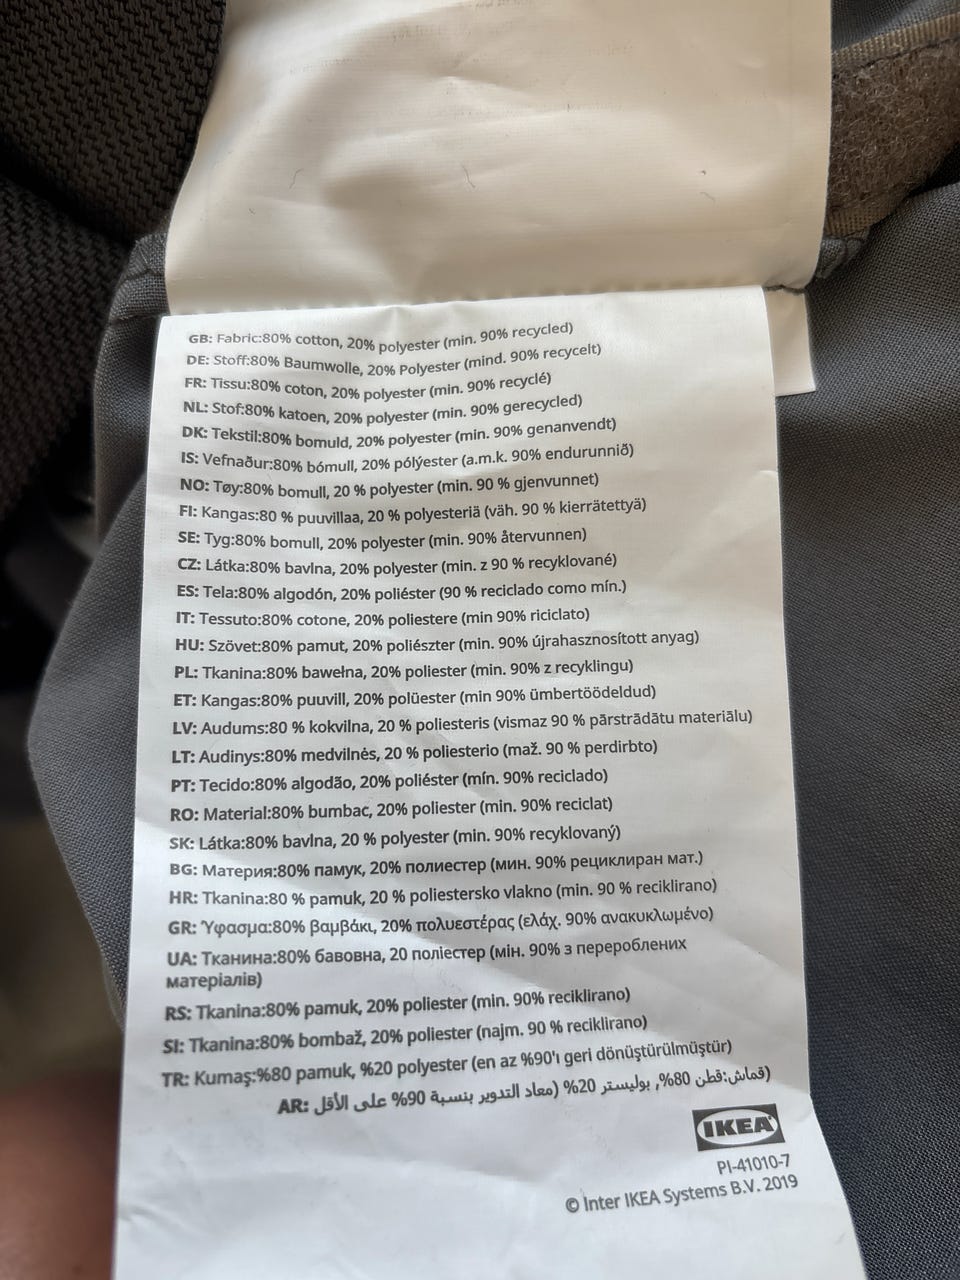 GB: Fabric:80% cotton, 20% polyester (min. 90% recycled)
DE: Stoff:80% Baumwolle, 20% Polyester (mind. 90% recycelt)
FR: Tissu:80% coton, 20% polyester (min. 90% recyclé)
NL: Stof:80% katoen, 20% polyester (min. 90% gerecycled)
DK: Tekstil:80% bomuld, 20% polyester (min. 90% genanvendt)
IS: Vefnaður:80% bómull, 20% pólýester (a.m.k. 90% endurunnið)
NO: Tøy:80% bomull, 20 % polyester (min. 90 % gjenvunnet)
FI: Kangas:80 % puuvillaa, 20 % polyesteriä (väh. 90 % kierrätettyä)
SE: Tyg:80% bomull, 20% polyester (min. 90% återvunnen)
CZ: Látka:80% bavlna, 20% polyester (min. z 90 % recyklované)
ES: Tela:80% algodón, 20% poliéster (90 % reciclado como mín.)
IT: Tessuto:80% cotone, 20% poliestere (min 90% riciclato)
HU: Szövet:80% pamut, 20% poliészter (min. 90% újrahasznosított anyag)
PL: Tkanina:80% bawełna, 20% poliester (min. 90% z recyklingu)
ET: Kangas:80% puuvill, 20% polüester (min 90% ümbertöödeldud)
LV: Audums:80 % kokvilna, 20 % poliesteris (vismaz 90 % pārstrādātu materiālu)
LT: Audinys:80% medvilnės, 20 % poliesterio (maž. 90 % perdirbto)
PT: Tecido:80% algodão, 20% poliéster (mín. 90% reciclado)
RO: Material:80% bumbac, 20% poliester (min. 90% reciclat)
SK: Látka:80% bavlna, 20 % polyester (min. 90% recyklovaný)
BG: Материя:80% памук, 20% полиестер (мин. 90% рециклиран мат.)
HR: Tkanina:80 % pamuk, 20 % poliestersko vlakno (min. 90 % reciklirano)
GR: Ύφασμα:80% βαμβάκι, 20% πολυεστέρας (ελάχ. 90% ανακυκλωμένο)
UA: Тканина:80% бавовна, 20 поліестер (мін. 90% з перероблених
матеріалів)
RS: Tkanina:80% pamuk, 20% poliester (min. 90% reciklirano)
SI: Tkanina:80% bombaž, 20% poliester (najm. 90 % reciklirano)
TR: Kumaş:%80 pamuk, %20 polyester (en az %90'ı geri dönüştürülmüştür)
AR: قماش:قطن 80%, بوليستر 20% (معاد التدوير بنسبة 90% على الأقل)
IKEA
PI-41010-7
© Inter IKEA Systems B.V. 2019